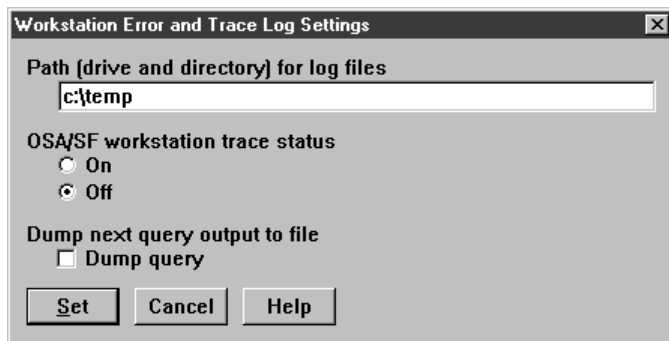 Workstation Error and Trace Log Settings
Path (drive and directory) for log files
c:\temp
OSA/SF workstation trace status
On
Off
Dump next query output to file
Dump query
Set Cancel Help